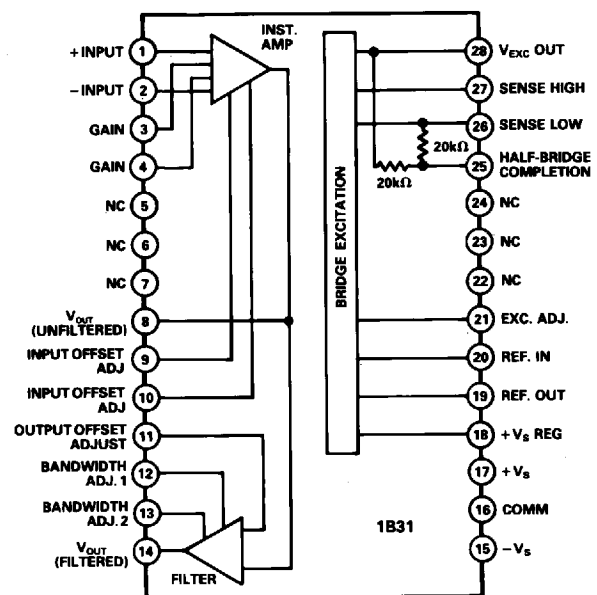 INST.
AMP
+INPUT 1
−INPUT 2
GAIN 3
GAIN 4
NC 5
NC 6
NC 7
VOUT
(UNFILTERED) 8
INPUT OFFSET
ADJ 9
INPUT OFFSET
ADJ 10
OUTPUT OFFSET
ADJUST 11
BANDWIDTH
ADJ. 1 12
BANDWIDTH
ADJ. 2 13
VOUT
(FILTERED) 14
FILTER
BRIDGE EXCITATION
28 VEXC OUT
27 SENSE HIGH
26 SENSE LOW
20kΩ
20kΩ
25 HALF-BRIDGE
COMPLETION
24 NC
23 NC
22 NC
21 EXC. ADJ.
20 REF. IN
19 REF. OUT
18 +VS REG
17 +VS
16 COMM
15 −VS
1B31